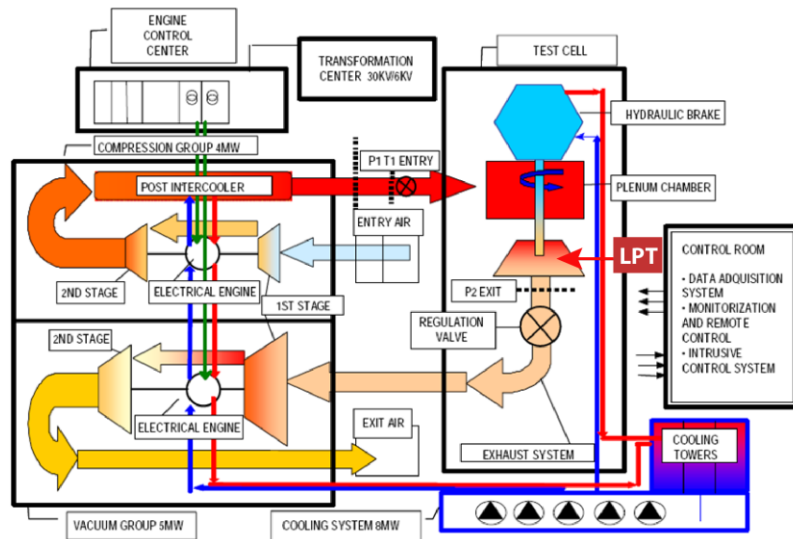 ENGINE
CONTROL
CENTER
TRANSFORMATION
CENTER 30KV/6KV
TEST CELL
HYDRAULIC BRAKE
COMPRESSION GROUP 4MW
P1 T1 ENTRY
POST INTERCOOLER
PLENUM CHAMBER
ENTRY AIR
LPT
CONTROL ROOM
• DATA ADQUISITION
SYSTEM
• MONITORIZATION
AND REMOTE
CONTROL
• INTRUSIVE
CONTROL SYSTEM
2ND STAGE
ELECTRICAL ENGINE
1ST STAGE
P2 EXIT
REGULATION
VALVE
2ND STAGE
ELECTRICAL ENGINE
EXIT AIR
EXHAUST SYSTEM
COOLING
TOWERS
VACUUM GROUP 5MW
COOLING SYSTEM 8MW